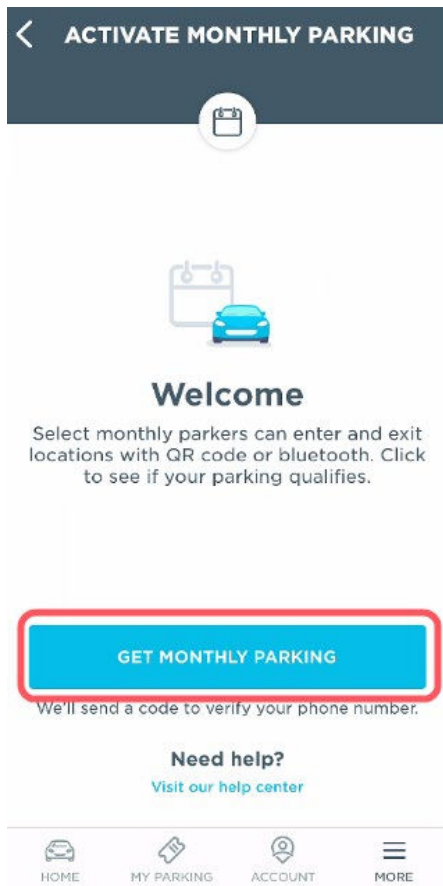 ACTIVATE MONTHLY PARKING
Welcome
Select monthly parkers can enter and exit
locations with QR code or bluetooth. Click
to see if your parking qualifies.
GET MONTHLY PARKING
We'll send a code to verify your phone number.
Need help?
Visit our help center
HOME MY PARKING ACCOUNT MORE